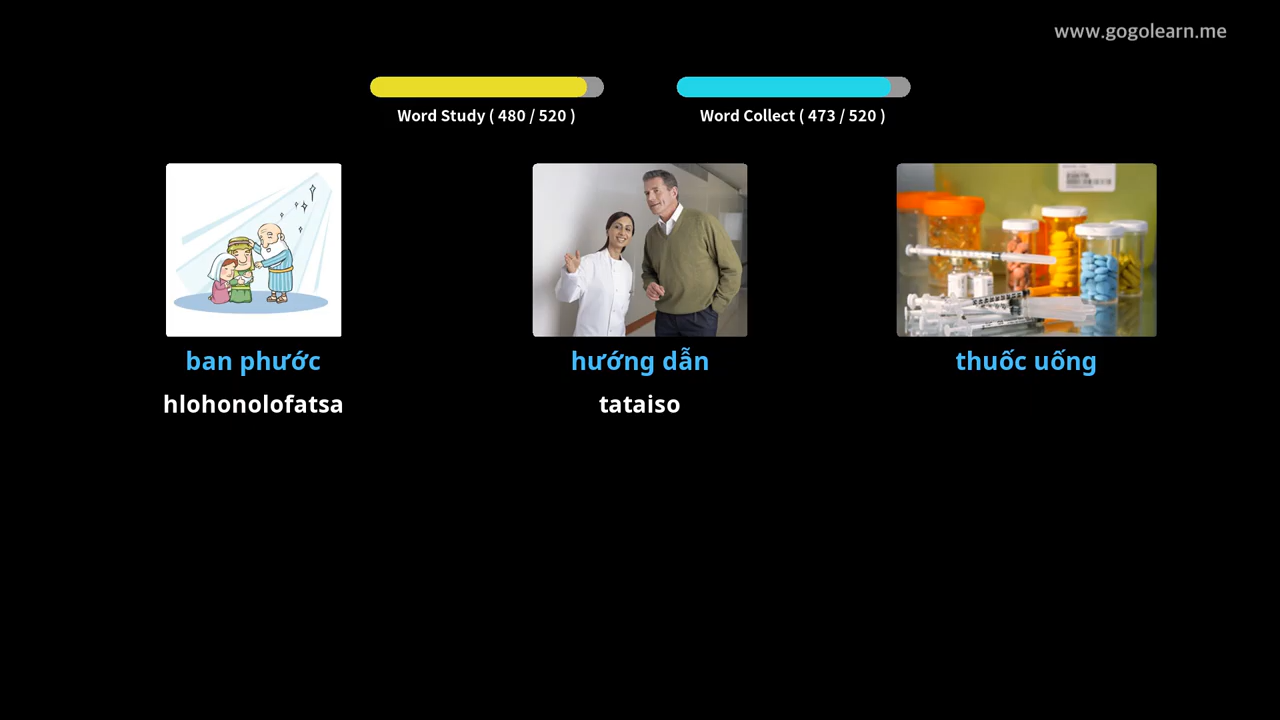 www.gogolearn.me
Word Study ( 480 / 520 )
Word Collect ( 473 / 520 )
ban phước
hướng dẫn
thuốc uống
hlohonolofatsa
tataiso